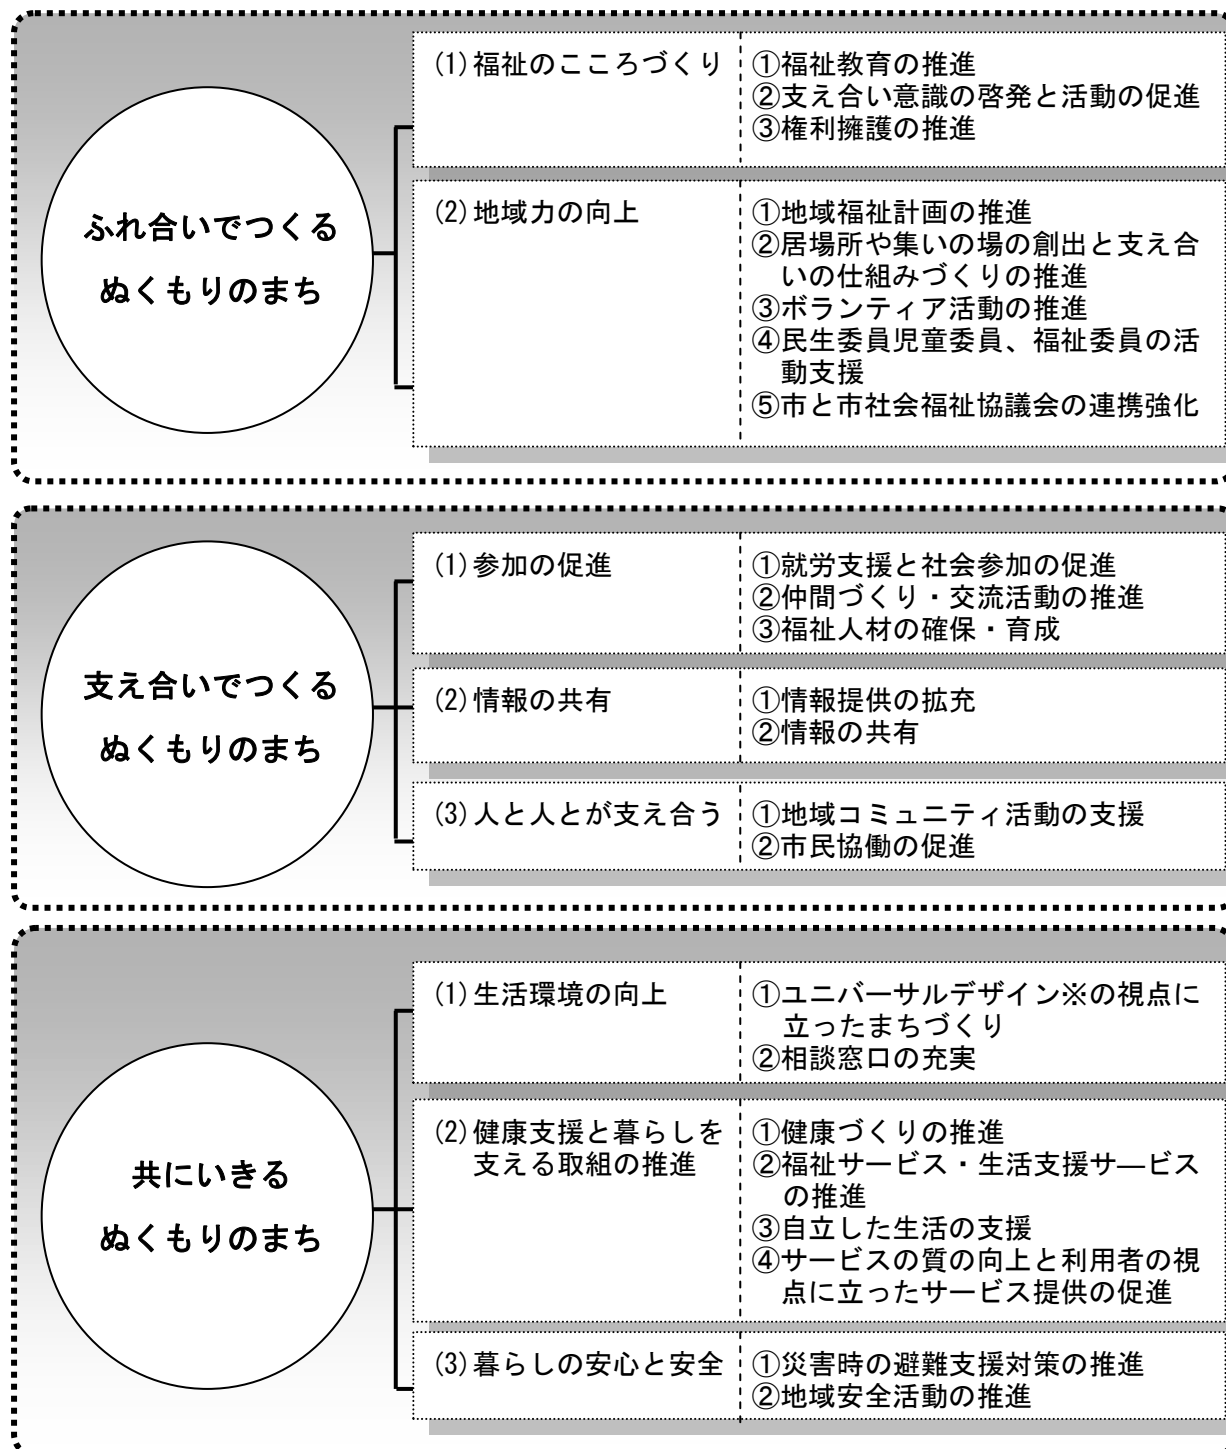 ふれ合いでつくる
ぬくもりのまち
(1)福祉のこころづくり
①福祉教育の推進
②支え合い意識の啓発と活動の促進
③権利擁護の推進
(2)地域力の向上
①地域福祉計画の推進
②居場所や集いの場の創出と支え合
いの仕組みづくりの推進
③ボランティア活動の推進
④民生委員児童委員、福祉委員の活
動支援
⑤市と市社会福祉協議会の連携強化
支え合いでつくる
ぬくもりのまち
(1)参加の促進
①就労支援と社会参加の促進
②仲間づくり・交流活動の推進
③福祉人材の確保・育成
(2)情報の共有
①情報提供の拡充
②情報の共有
(3)人と人とが支え合う
①地域コミュニティ活動の支援
②市民協働の促進
共にいきる
ぬくもりのまち
(1)生活環境の向上
①ユニバーサルデザイン※の視点に
立ったまちづくり
②相談窓口の充実
(2)健康支援と暮らしを
支える取組の推進
①健康づくりの推進
②福祉サービス・生活支援サ―ビス
の推進
③自立した生活の支援
④サービスの質の向上と利用者の視
点に立ったサービス提供の促進
(3)暮らしの安心と安全
①災害時の避難支援対策の推進
②地域安全活動の推進